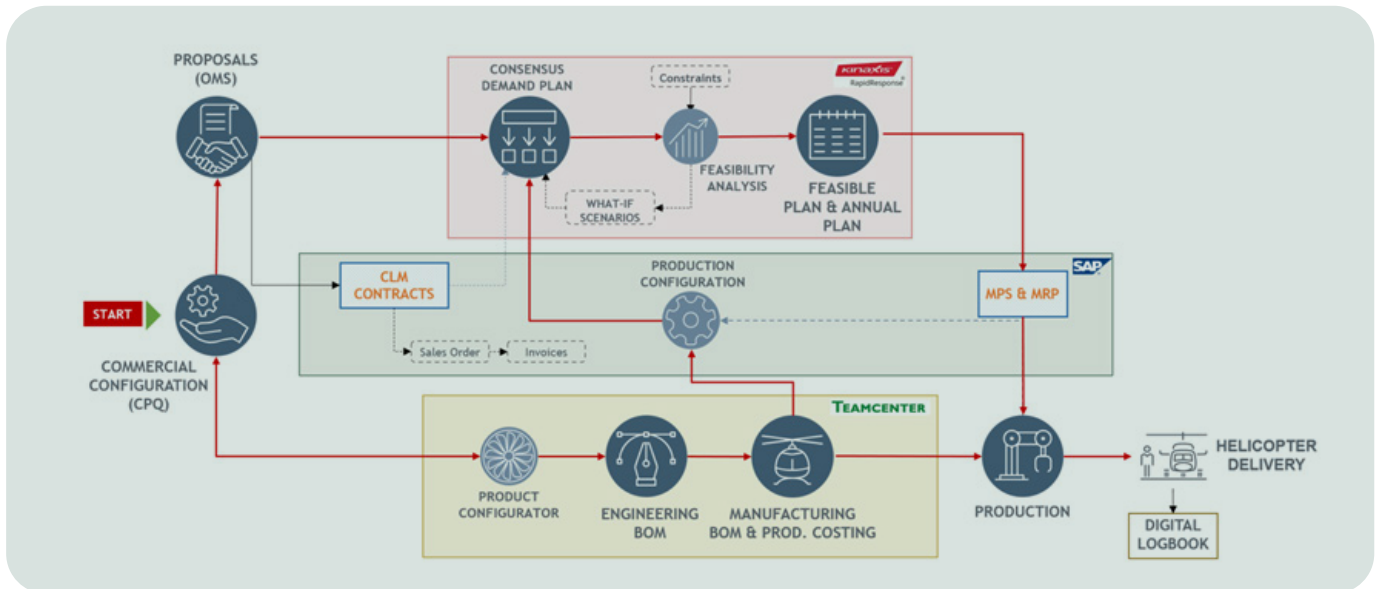 PROPOSALS
(OMS)
CONSENSUS
DEMAND PLAN
Constraints
KINAXIS
RapidResponse
FEASIBILITY
ANALYSIS
WHAT-IF
SCENARIOS
FEASIBLE
PLAN & ANNUAL
PLAN
SAP
CLM
CONTRACTS
PRODUCTION
CONFIGURATION
MPS & MRP
START
Sales Order
Invoices
COMMERCIAL
CONFIGURATION
(CPQ)
TEAMCENTER
PRODUCT
CONFIGURATOR
ENGINEERING
BOM
MANUFACTURING
BOM & PROD. COSTING
PRODUCTION
HELICOPTER
DELIVERY
DIGITAL
LOGBOOK